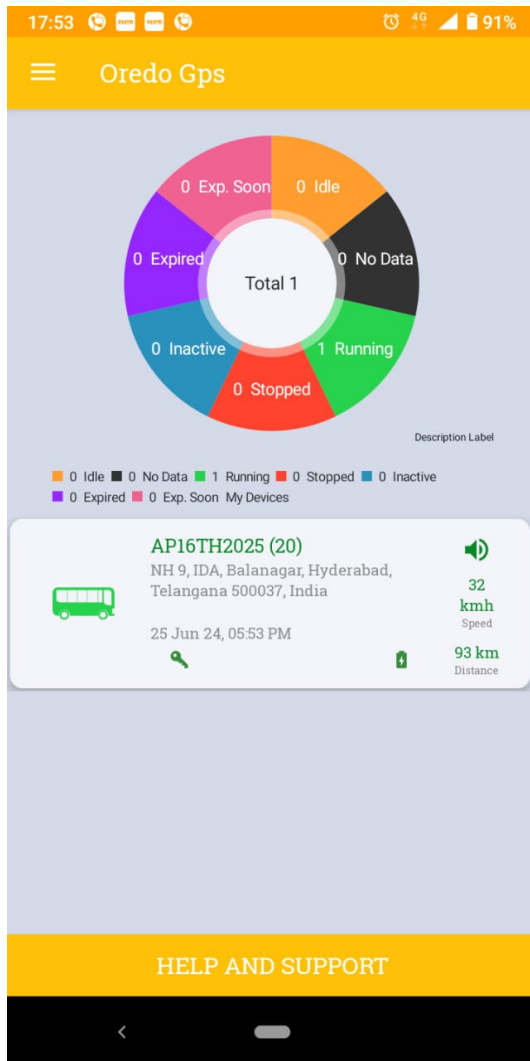 17:53 4G 91%
Oredo Gps
0 Exp. Soon 0 Idle
0 Expired 0 No Data
Total 1
0 Inactive 1 Running
0 Stopped
Description Label
0 Idle 0 No Data 1 Running 0 Stopped 0 Inactive
0 Expired 0 Exp. Soon My Devices
AP16TH2025 (20)
NH 9, IDA, Balanagar, Hyderabad,
Telangana 500037, India
32
kmh
Speed
25 Jun 24, 05:53 PM
93 km
Distance
HELP AND SUPPORT